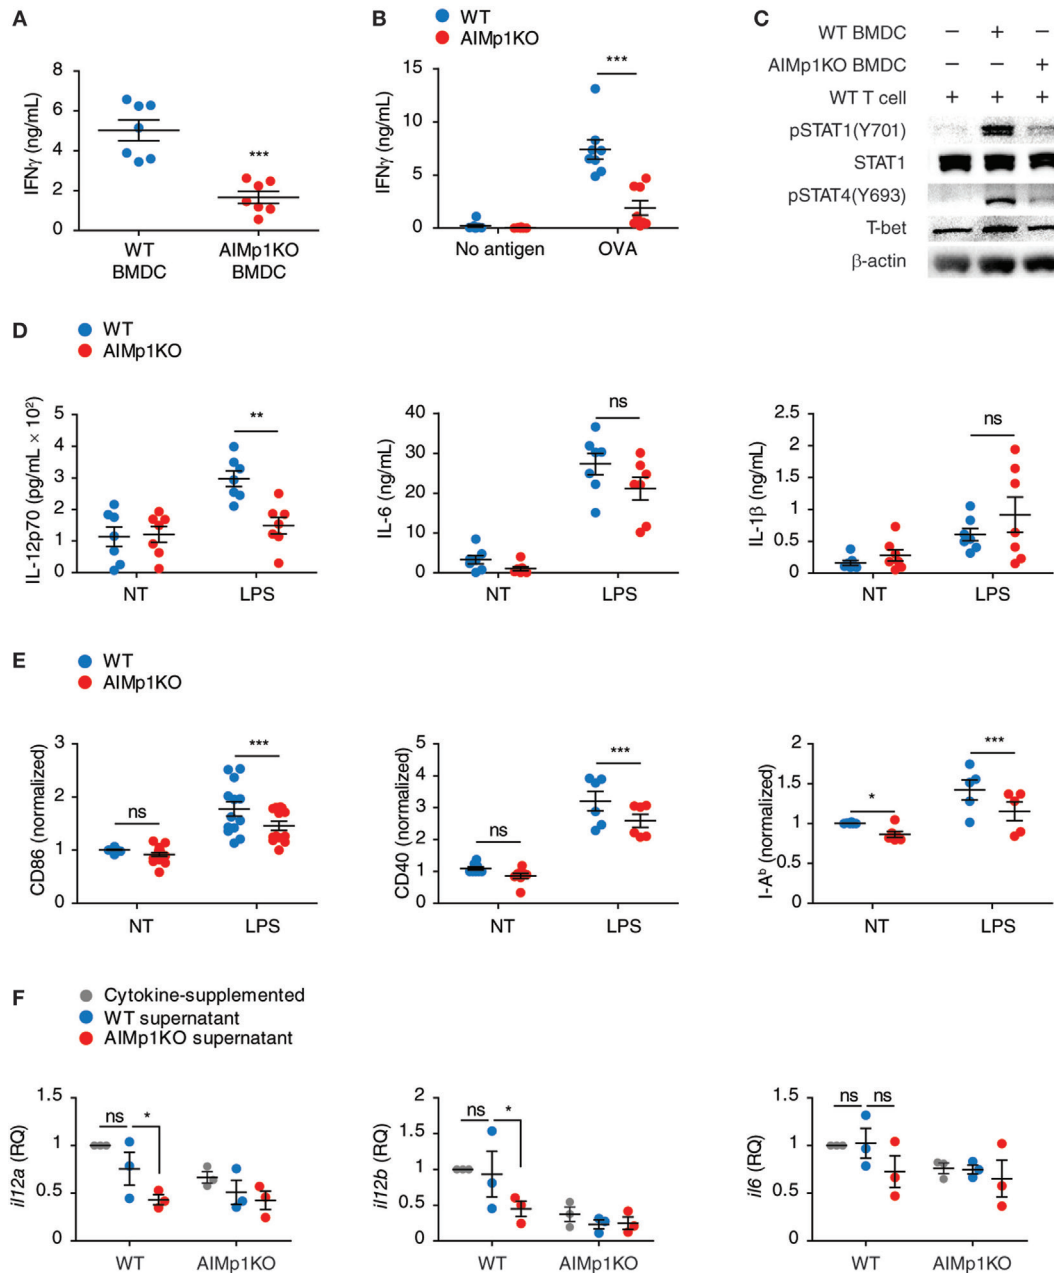 A
IFNγ (ng/mL)
8
6
4
2
0
***
WT
BMDC
AIMp1KO
BMDC
B
WT
AIMp1KO
IFNγ (ng/mL)
15
10
5
0
***
No antigen
OVA
C
WT BMDC – + –
AIMp1KO BMDC – – +
WT T cell + + +
pSTAT1(Y701)
STAT1
pSTAT4(Y693)
T-bet
β-actin
D
WT
AIMp1KO
IL-12p70 (pg/mL × 10²)
5
4
3
2
1
0
**
NT
LPS
IL-6 (ng/mL)
40
30
20
10
0
ns
NT
LPS
IL-1β (ng/mL)
2.5
2
1.5
1
0.5
0
ns
NT
LPS
E
WT
AIMp1KO
CD86 (normalized)
3
2
1
0
ns
***
NT
LPS
CD40 (normalized)
5
4
3
2
1
0
ns
***
NT
LPS
I-Aᵇ (normalized)
2
1.5
1
0.5
0
*
***
NT
LPS
F
Cytokine-supplemented
WT supernatant
AIMp1KO supernatant
il12a (RQ)
1.5
1
0.5
0
ns
*
WT
AIMp1KO
il12b (RQ)
2
1.5
1
0.5
0
ns
*
WT
AIMp1KO
il6 (RQ)
1.5
1
0.5
0
ns
ns
WT
AIMp1KO